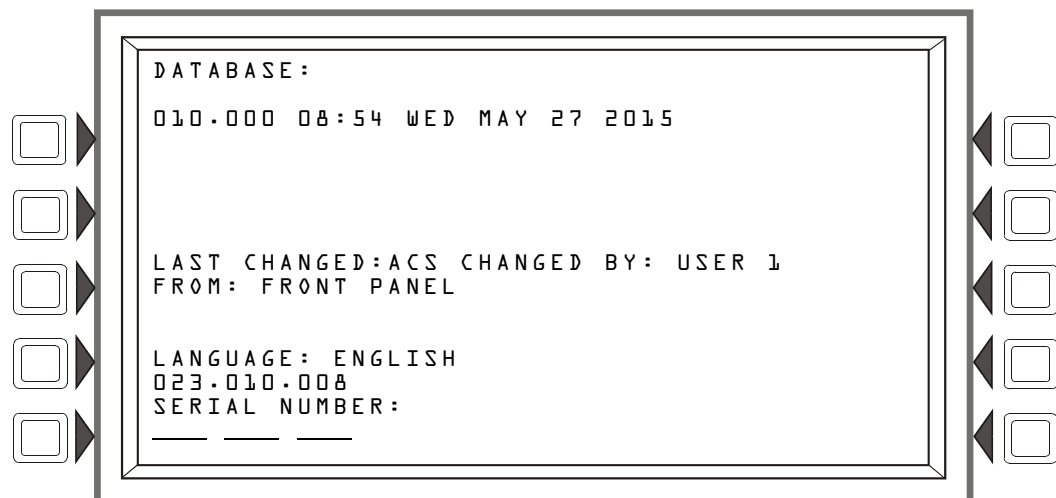 DATABASE:
010.000 08:54 WED MAY 27 2015
LAST CHANGED:ACS CHANGED BY: USER 1
FROM: FRONT PANEL
LANGUAGE: ENGLISH
023.010.008
SERIAL NUMBER: